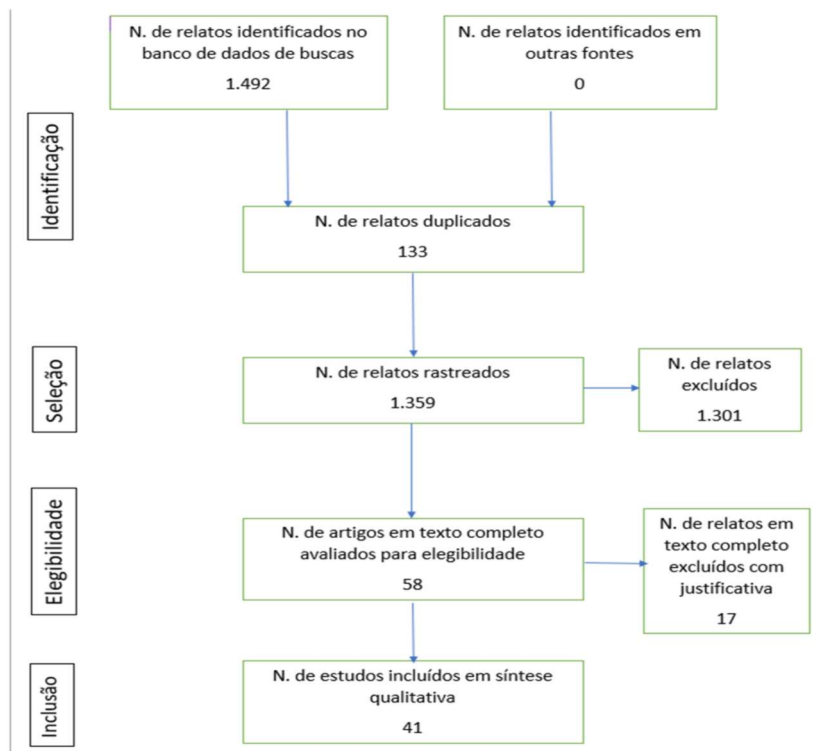 N. de relatos identificados no
banco de dados de buscas
1.492
N. de relatos identificados em
outras fontes
0
Identificação
N. de relatos duplicados
133
Seleção
N. de relatos rastreados
1.359
N. de relatos
excluídos
1.301
Elegibilidade
N. de artigos em texto completo
avaliados para elegibilidade
58
N. de relatos em
texto completo
excluídos com
justificativa
17
Inclusão
N. de estudos incluídos em síntese
qualitativa
41